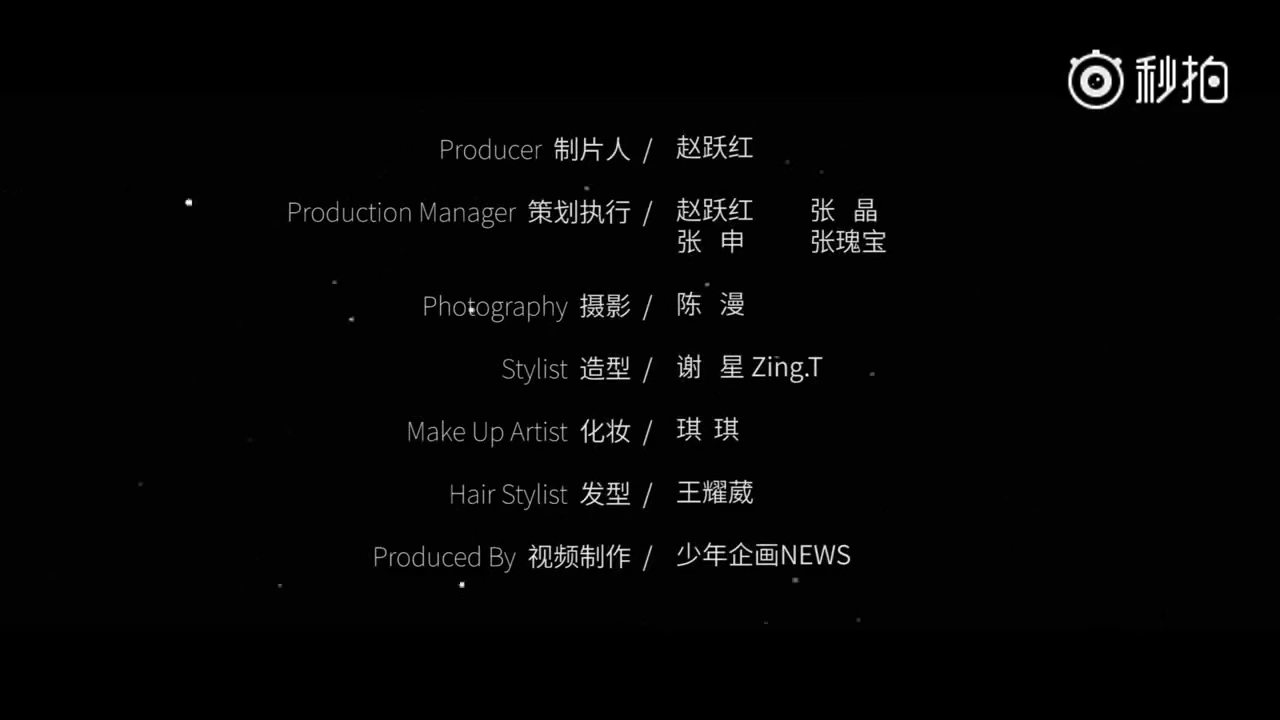 秒拍
Producer 制片人 / 赵跃红
Production Manager 策划执行 / 赵跃红 张 晶
张 申 张瑰宝
Photography 摄影 / 陈 漫
Stylist 造型 / 谢 星 Zing.T
Make Up Artist 化妆 / 琪 琪
Hair Stylist 发型 / 王耀葳
Produced By 视频制作 / 少年企画NEWS